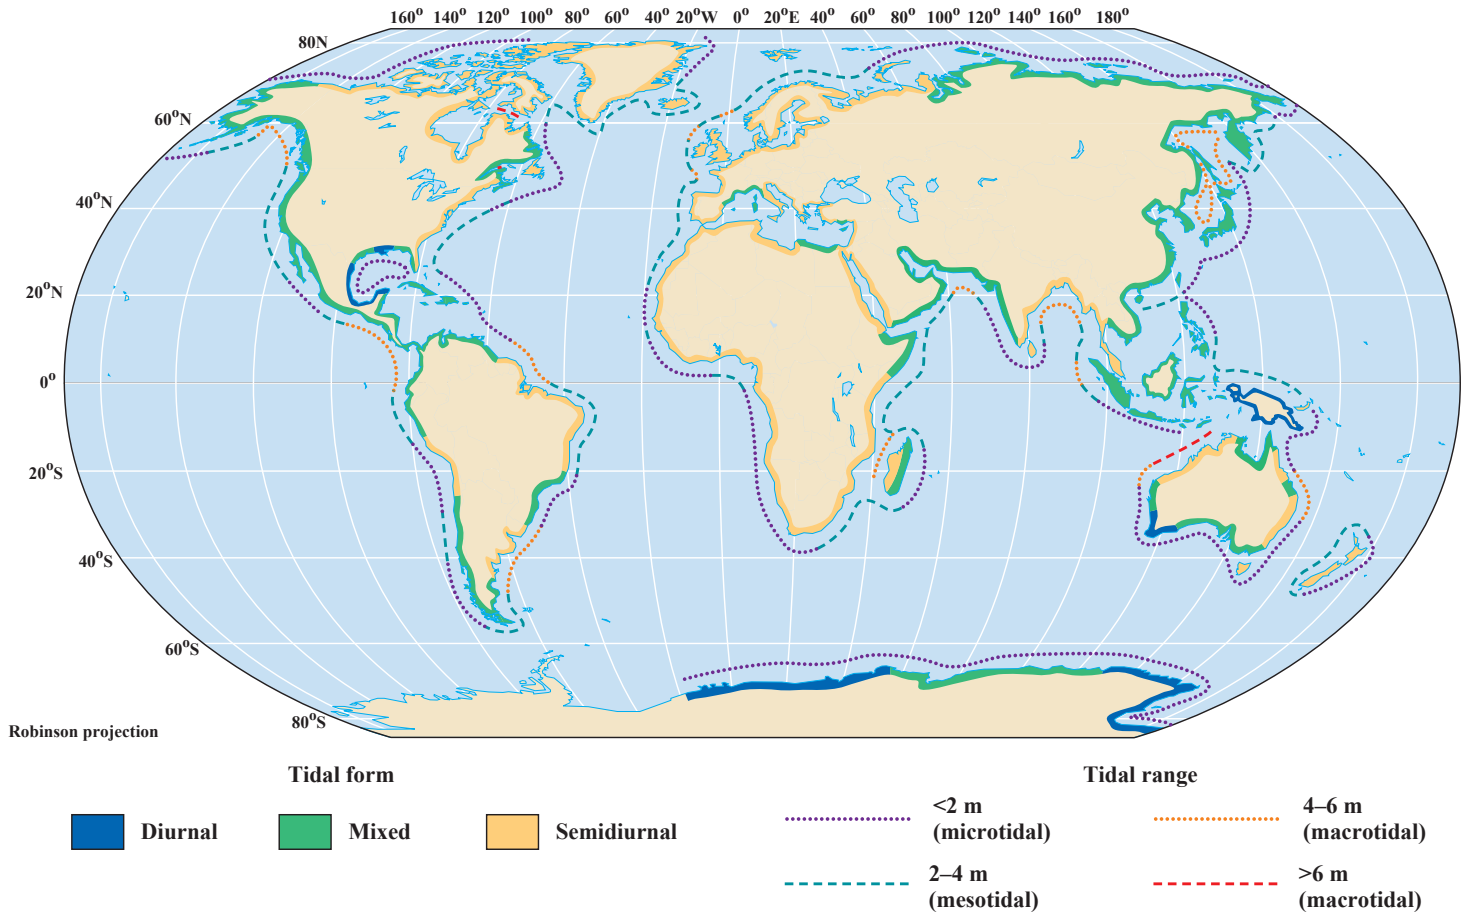 160° 140° 120° 100° 80° 60° 40° 20°W 0° 20°E 40° 60° 80° 100° 120° 140° 160° 180°
80N
60°N
40°N
20°N
0°
20°S
40°S
60°S
80°S
Robinson projection
Tidal form
Diurnal
Mixed
Semidiurnal
Tidal range
<2 m
(microtidal)
4–6 m
(macrotidal)
2–4 m
(mesotidal)
>6 m
(macrotidal)